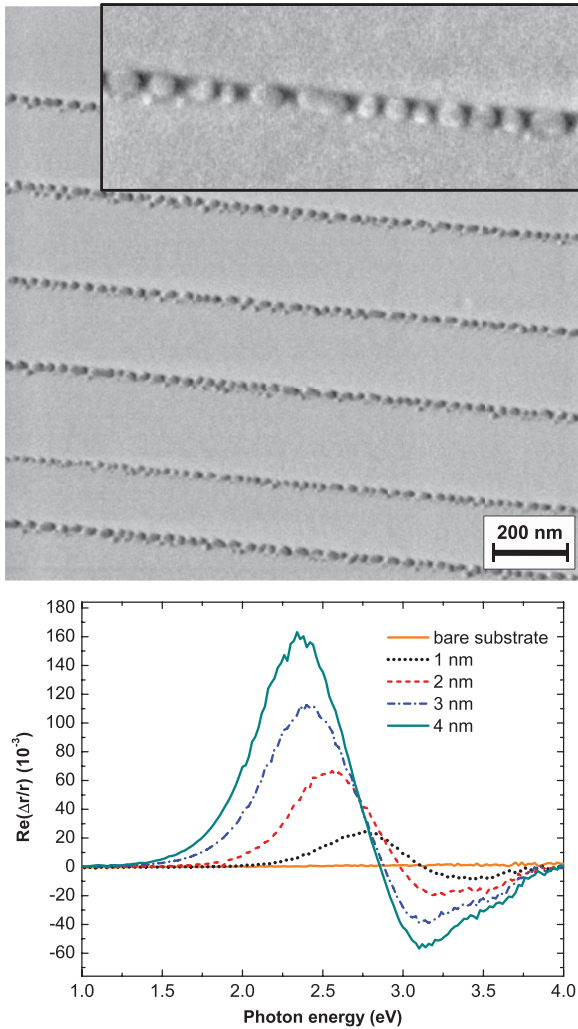 200 nm
180
160
140
120
100
80
60
40
20
0
-20
-40
-60
Re(Δr/r) (10⁻³)
bare substrate
1 nm
2 nm
3 nm
4 nm
1.0 1.5 2.0 2.5 3.0 3.5 4.0
Photon energy (eV)